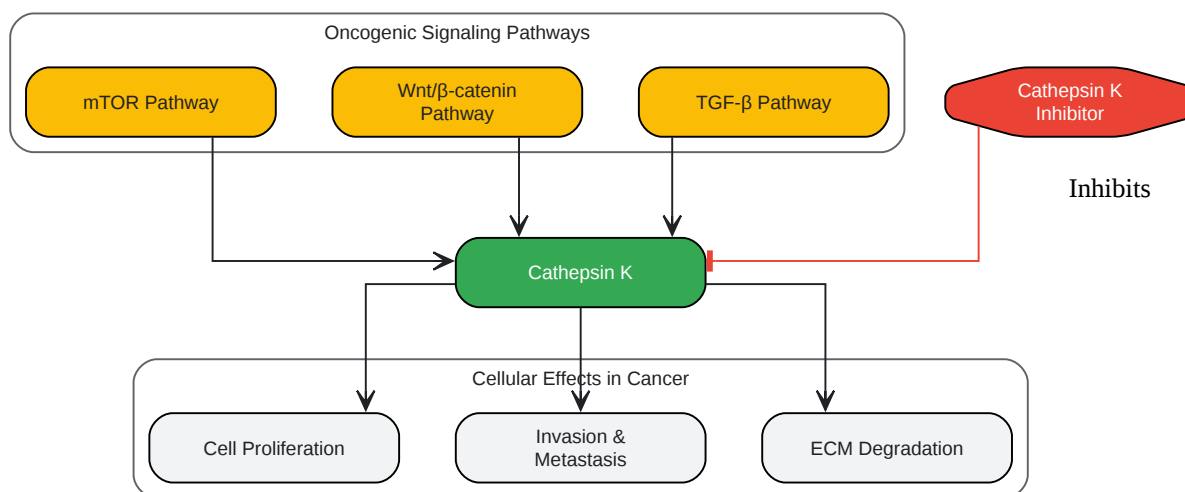 Oncogenic Signaling Pathways
mTOR Pathway
Wnt/β-catenin
Pathway
TGF-β Pathway
Cathepsin K
Inhibitor
Inhibits
Cathepsin K
Cellular Effects in Cancer
Cell Proliferation
Invasion &
Metastasis
ECM Degradation